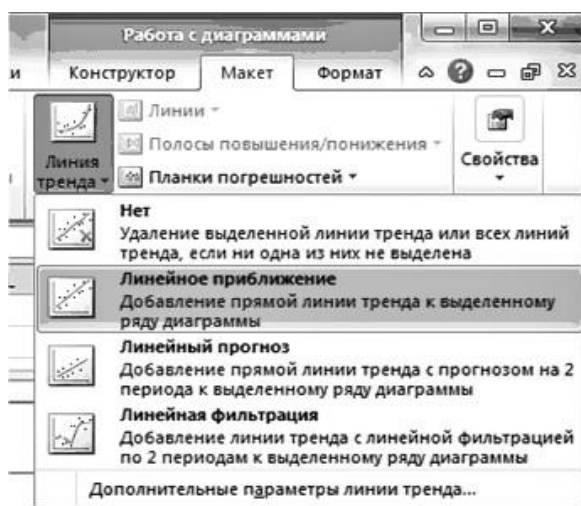 Работа с диаграммами
и Конструктор Макет Формат
Линии
Полосы повышения/понижения
Планки погрешностей
Линия
тренда
Свойства
Нет
Удаление выделенной линии тренда или всех линий
тренда, если ни одна из них не выделена
Линейное приближение
Добавление прямой линии тренда к выделенному
ряду диаграммы
Линейный прогноз
Добавление прямой линии тренда с прогнозом на 2
периода к выделенному ряду диаграммы
Линейная фильтрация
Добавление линии тренда с линейной фильтрацией
по 2 периодам к выделенному ряду диаграммы
Дополнительные параметры линии тренда...